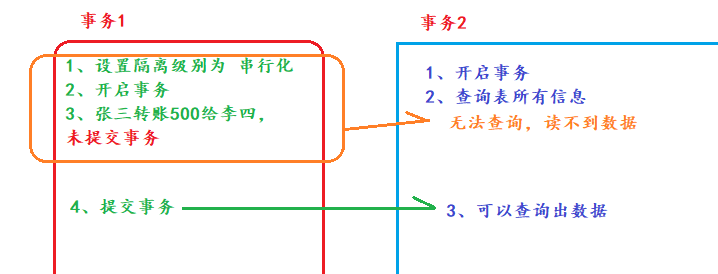 事务1
1、设置隔离级别为 串行化
2、开启事务
3、张三转账500给李四,
未提交事务
4、提交事务
事务2
1、开启事务
2、查询表所有信息
无法查询，读不到数据
3、可以查询出数据